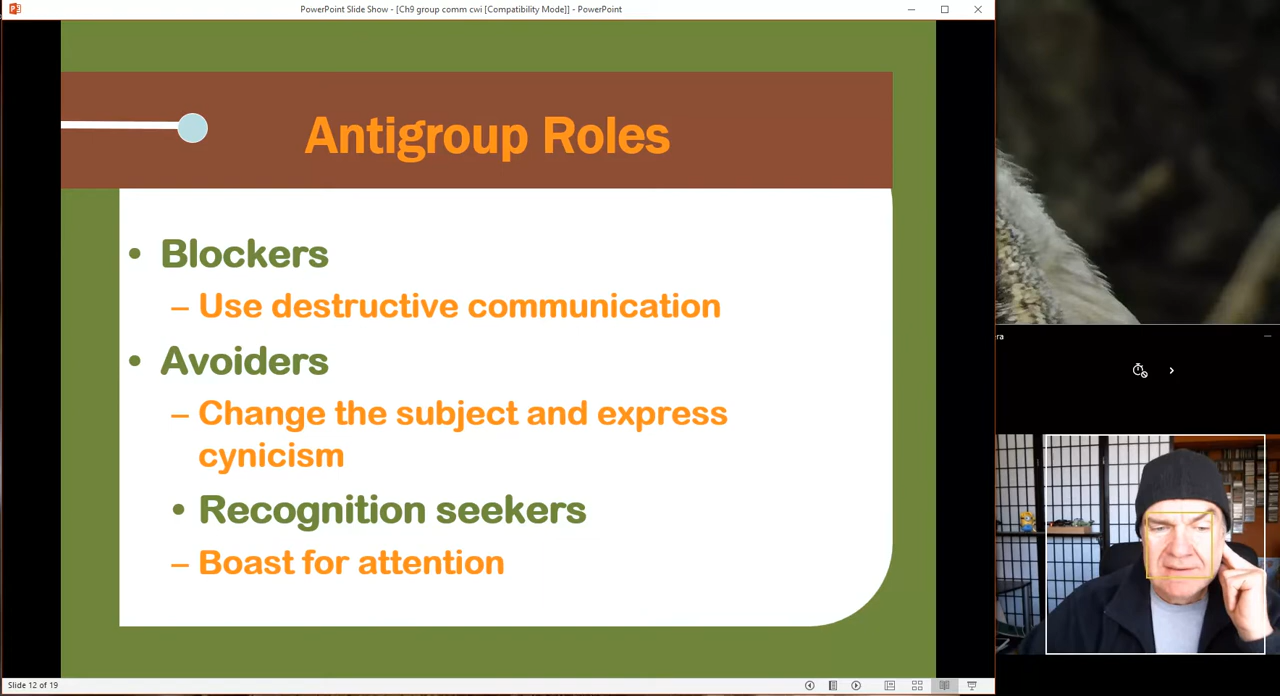 PowerPoint Slide Show - [Ch9 group comm cwi [Compatibility Mode]] - PowerPoint
Antigroup Roles
• Blockers
– Use destructive communication
• Avoiders
– Change the subject and express
cynicism
• Recognition seekers
– Boast for attention
era
Slide 12 of 19